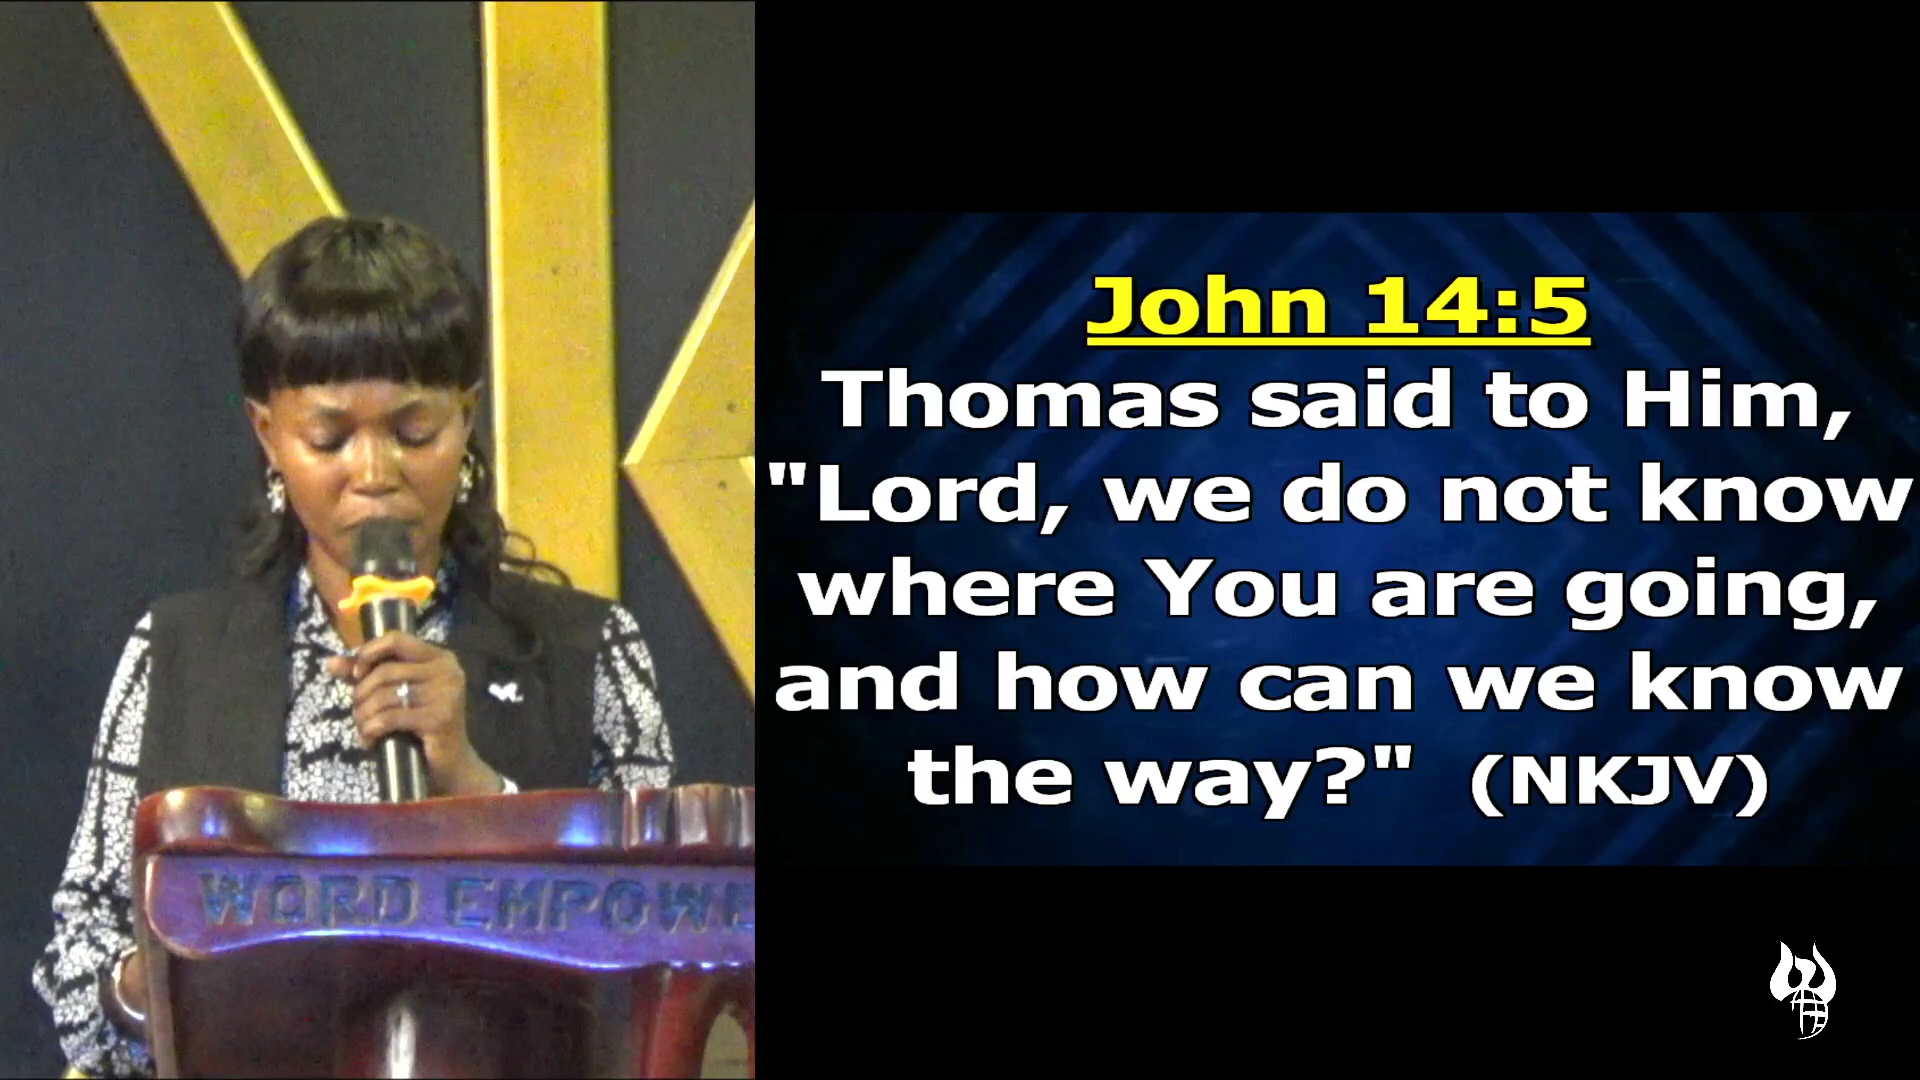 John 14:5
Thomas said to Him,
"Lord, we do not know
where You are going,
and how can we know
the way?" (NKJV)
WORD EMPOWE